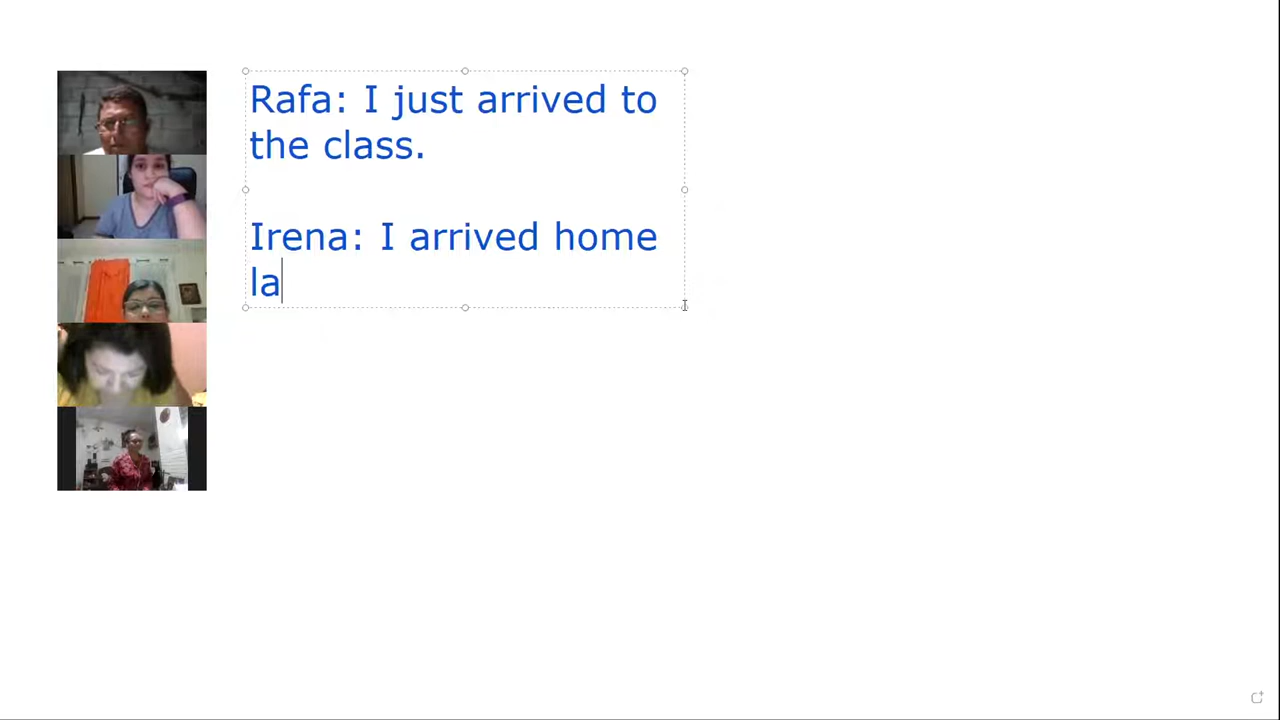 Rafa: I just arrived to
the class.
Irena: I arrived home
la